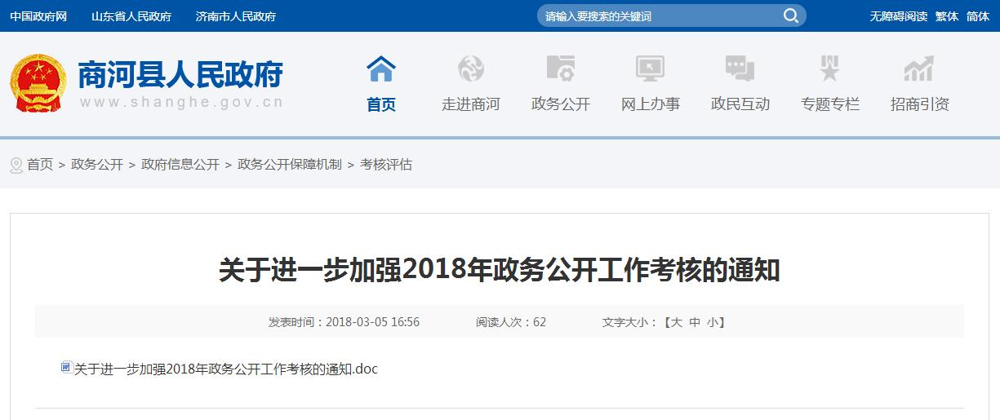 中国政府网 山东省人民政府 济南市人民政府 请输入要搜索的关键词 无障碍阅读 繁体 简体
商河县人民政府
www.shanghe.gov.cn
首页 走进商河 政务公开 网上办事 政民互动 专题专栏 招商引资
首页 > 政务公开 > 政府信息公开 > 政务公开保障机制 > 考核评估
关于进一步加强2018年政务公开工作考核的通知
发表时间：2018-03-05 16:56 阅读人次：62 文字大小：【大 中 小】
关于进一步加强2018年政务公开工作考核的通知.doc